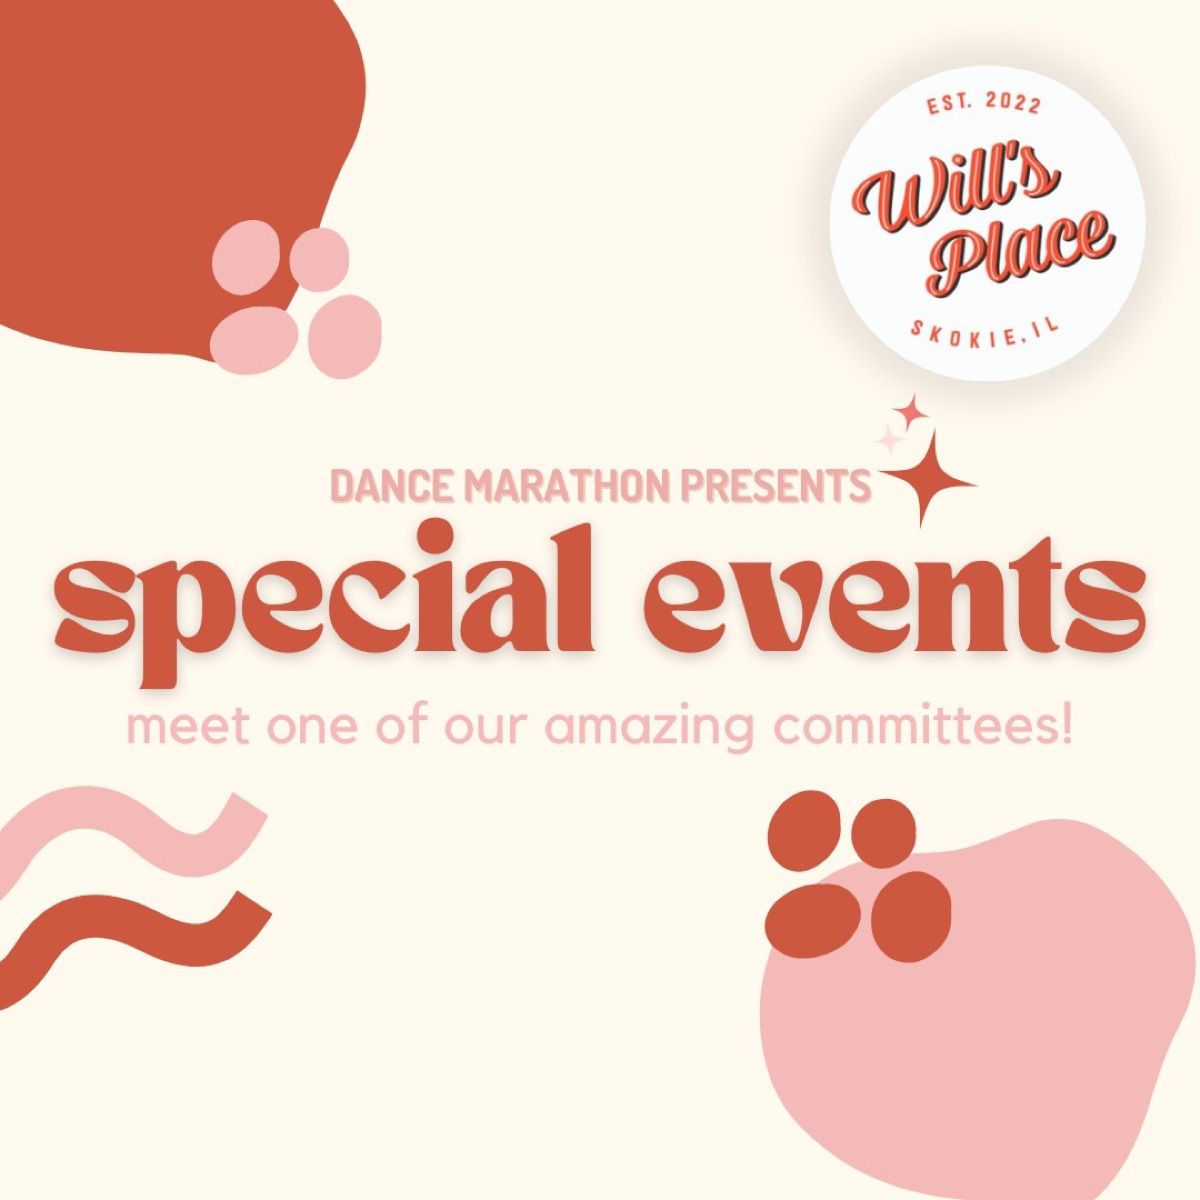 EST. 2022
Will's
Place
SKOKIE, IL
DANCE MARATHON PRESENTS
special events
meet one of our amazing committees!